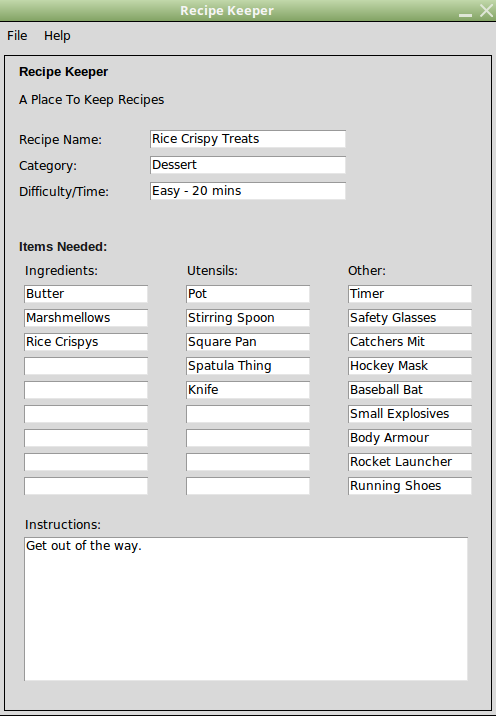 Recipe Keeper
File Help
Recipe Keeper
A Place To Keep Recipes
Recipe Name: Rice Crispy Treats
Category: Dessert
Difficulty/Time: Easy - 20 mins
Items Needed:
Ingredients: Utensils: Other:
Butter Pot Timer
Marshmellows Stirring Spoon Safety Glasses
Rice Crispys Square Pan Catchers Mit
Spatula Thing Hockey Mask
Knife Baseball Bat
Small Explosives
Body Armour
Rocket Launcher
Running Shoes
Instructions:
Get out of the way.